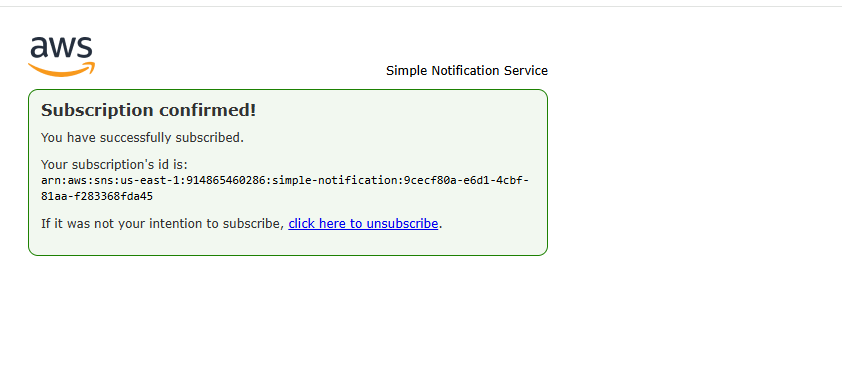 aws
Simple Notification Service
Subscription confirmed!
You have successfully subscribed.
Your subscription's id is:
arn:aws:sns:us-east-1:914865460286:simple-notification:9cecf80a-e6d1-4cbf-
81aa-f283368fda45
If it was not your intention to subscribe, click here to unsubscribe.